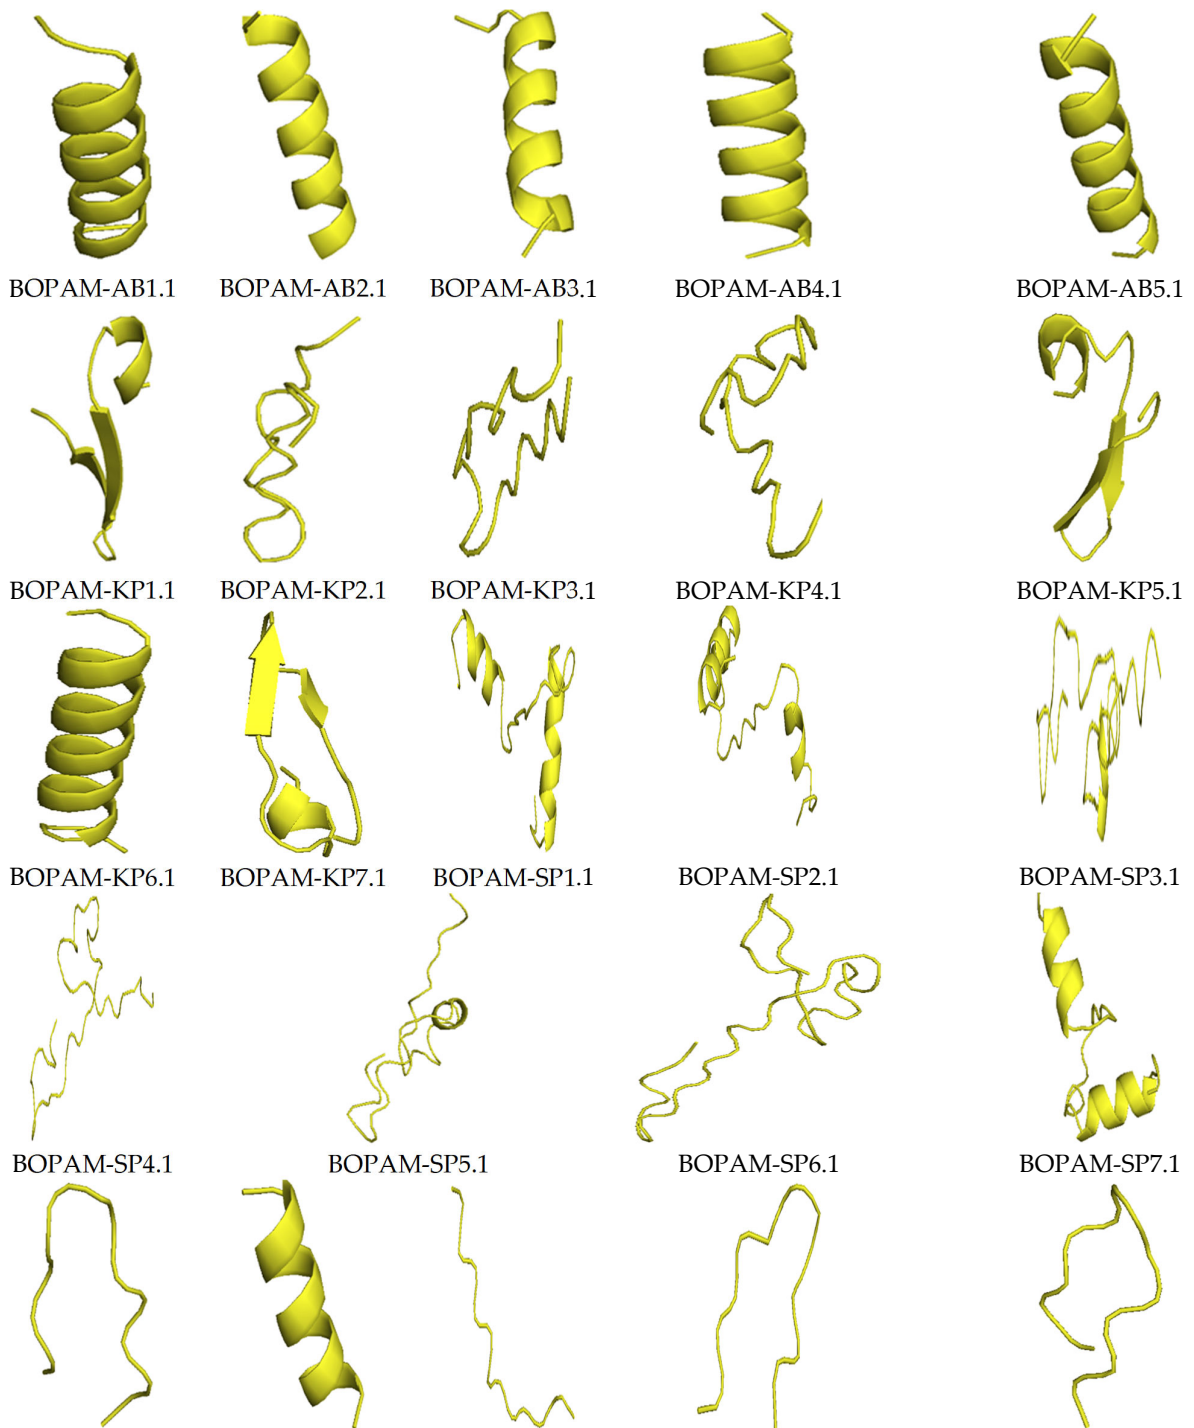 BOPAM-AB1.1 BOPAM-AB2.1 BOPAM-AB3.1 BOPAM-AB4.1 BOPAM-AB5.1
BOPAM-KP1.1 BOPAM-KP2.1 BOPAM-KP3.1 BOPAM-KP4.1 BOPAM-KP5.1
BOPAM-KP6.1 BOPAM-KP7.1 BOPAM-SP1.1 BOPAM-SP2.1 BOPAM-SP3.1
BOPAM-SP4.1 BOPAM-SP5.1 BOPAM-SP6.1 BOPAM-SP7.1